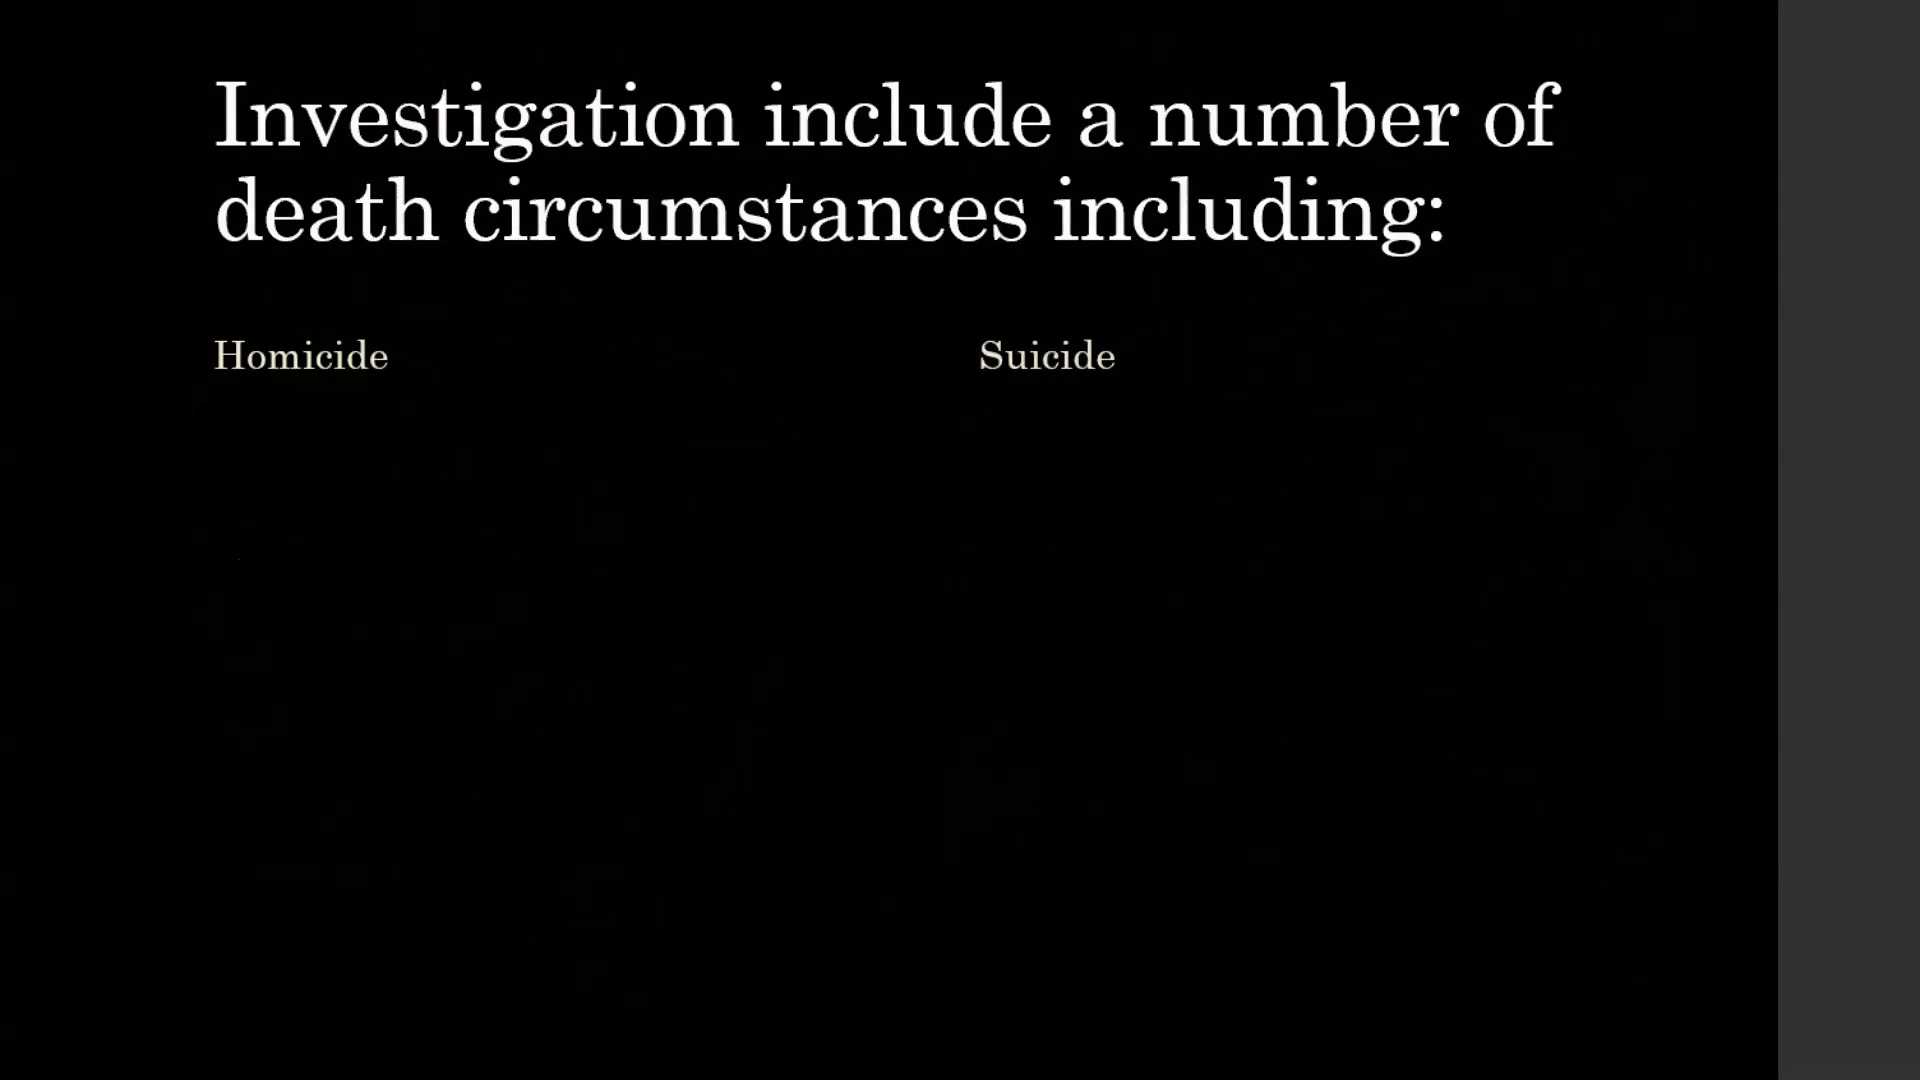 Investigation include a number of
death circumstances including:
Homicide
Suicide